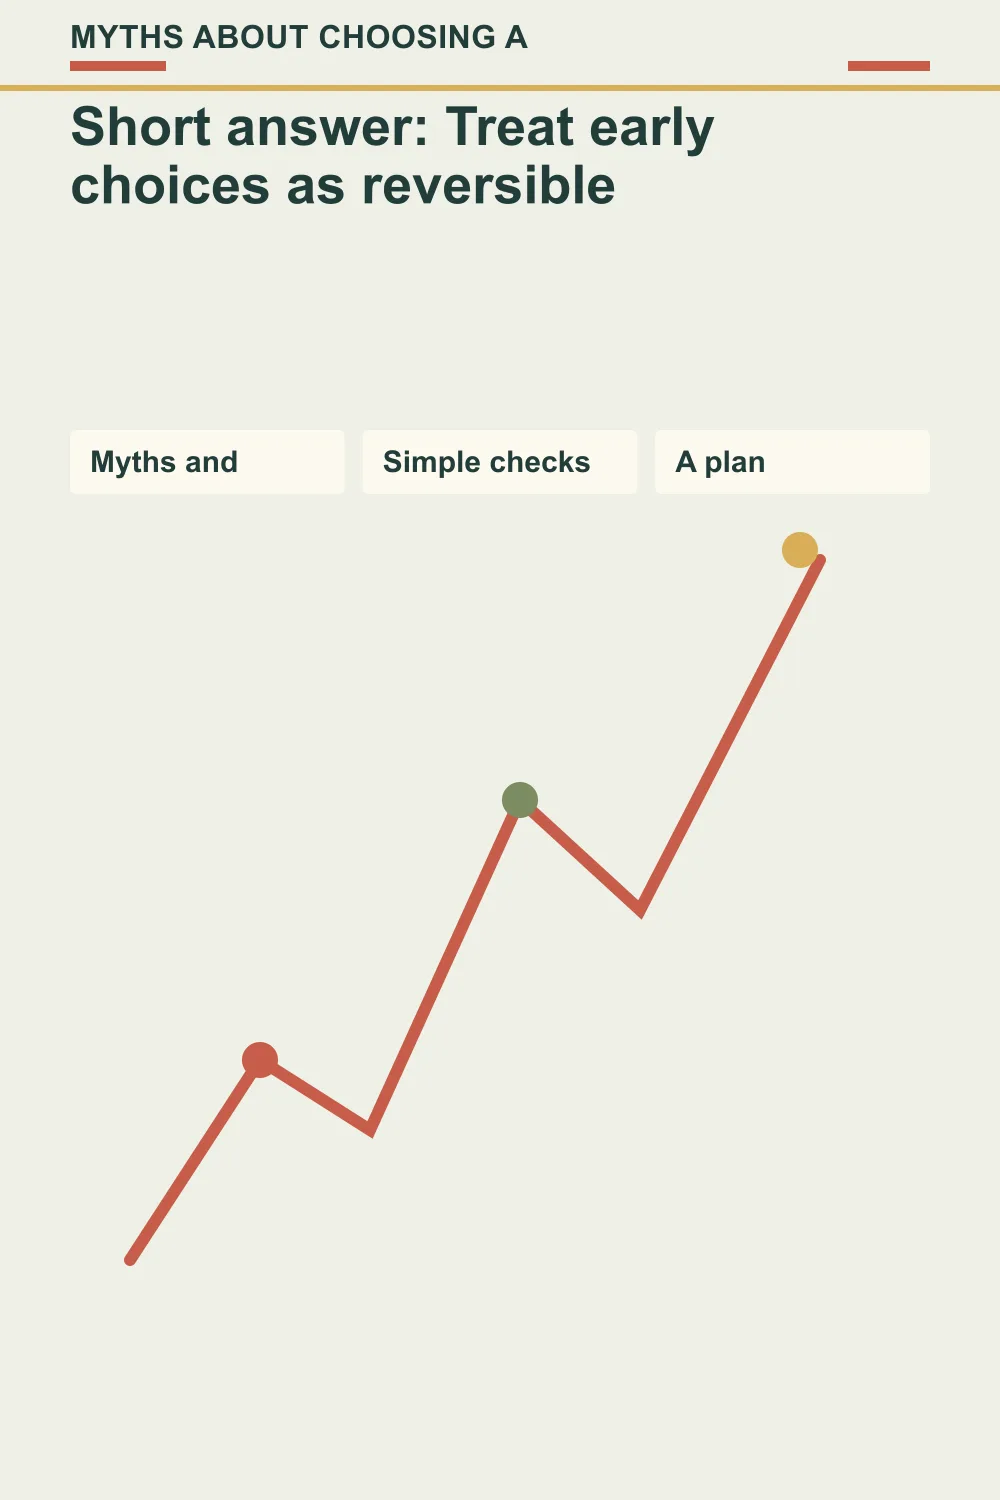 MYTHS ABOUT CHOOSING A
Short answer: Treat early
choices as reversible
Myths and
Simple checks
A plan